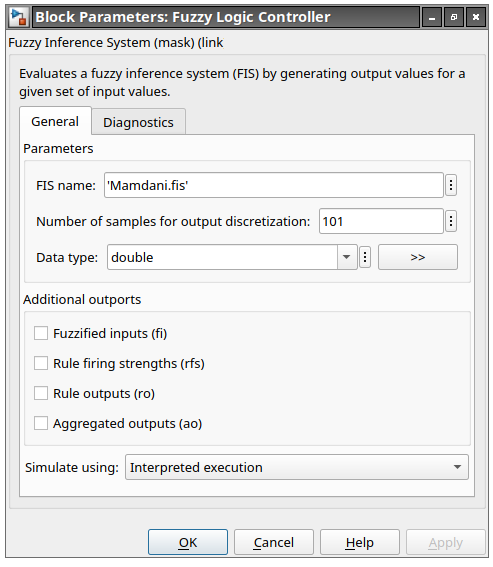 Block Parameters: Fuzzy Logic Controller
Fuzzy Inference System (mask) (link
Evaluates a fuzzy inference system (FIS) by generating output values for a
given set of input values.
General Diagnostics
Parameters
FIS name: 'Mamdani.fis'
Number of samples for output discretization: 101
Data type: double >>
Additional outports
Fuzzified inputs (fi)
Rule firing strengths (rfs)
Rule outputs (ro)
Aggregated outputs (ao)
Simulate using: Interpreted execution
OK Cancel Help Apply